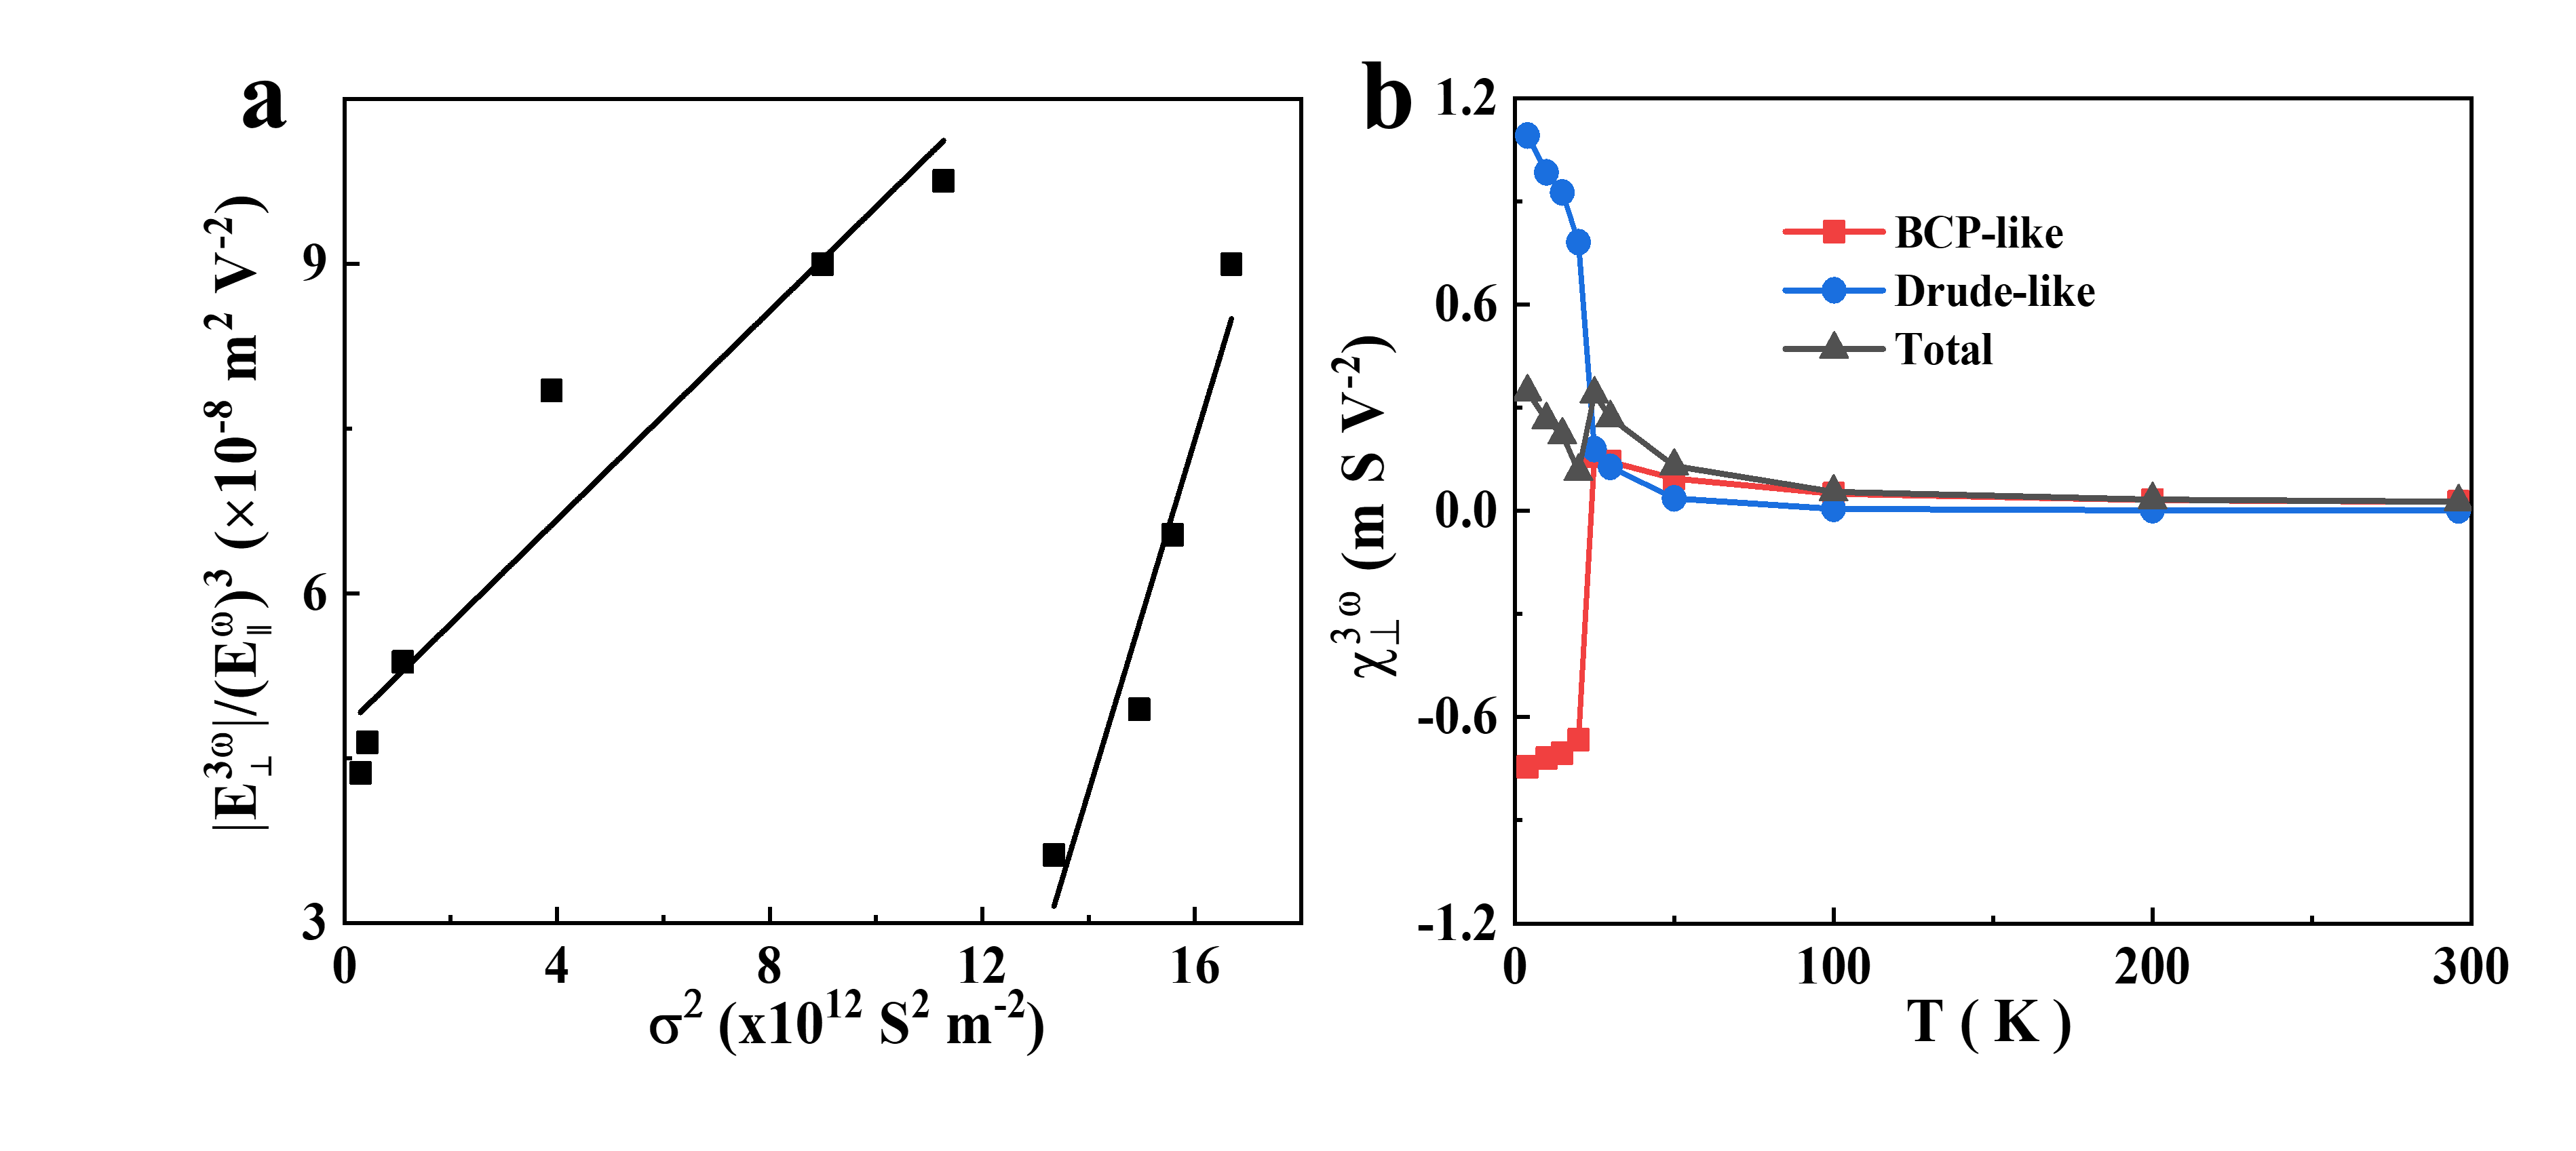 a
|E⊥³ω|/(E∥ω)³ (×10⁻⁸ m² V⁻²)
9
6
3
0 4 8 12 16
σ² (x10¹² S² m⁻²)
b
χ⊥³ω (m S V⁻²)
1.2
0.6
0.0
-0.6
-1.2
BCP-like
Drude-like
Total
0 100 200 300
T ( K )